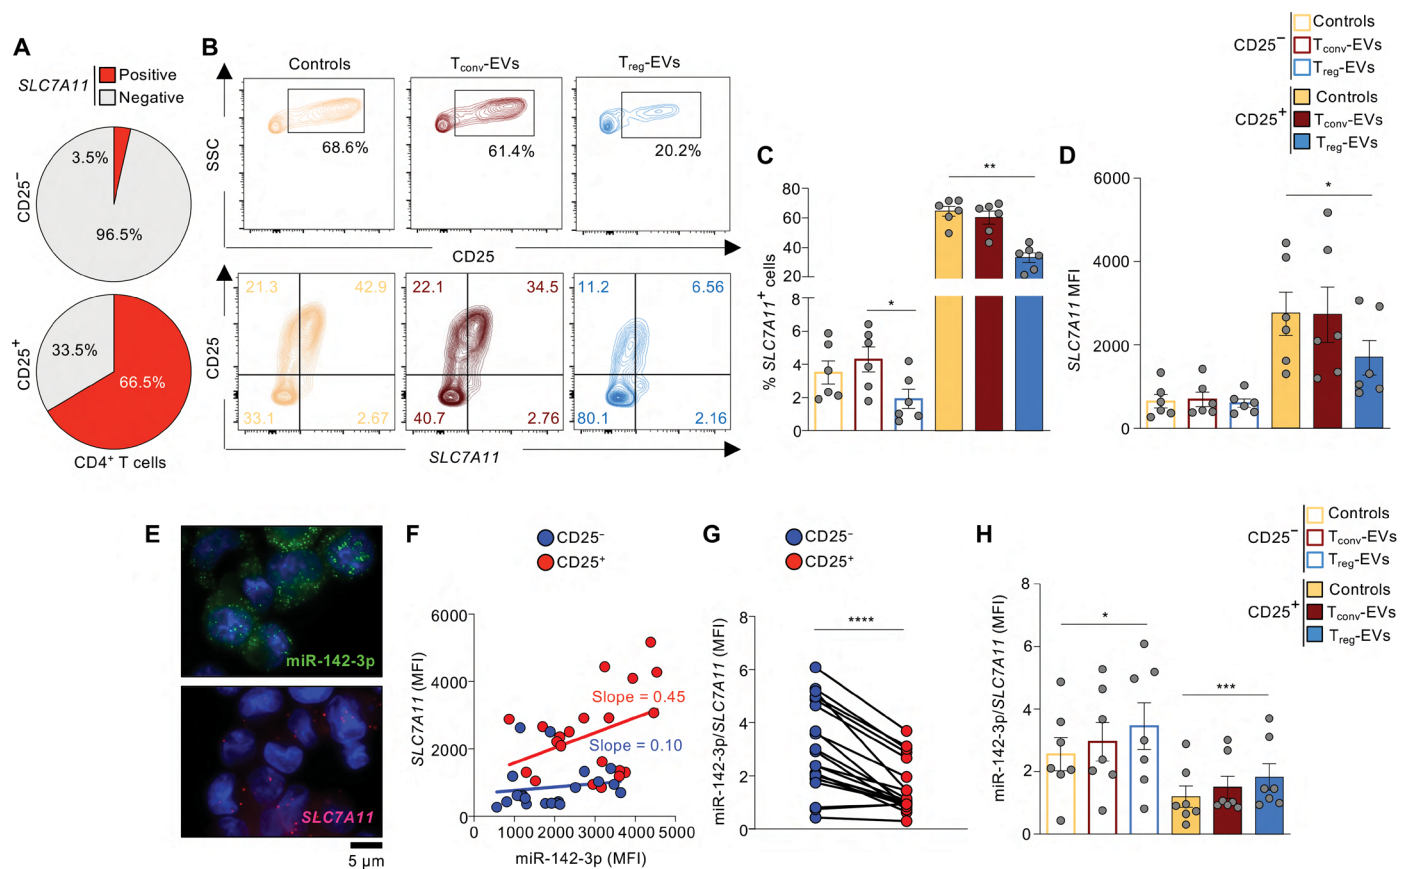 A
SLC7A11
Positive
Negative
CD25⁻
3.5%
96.5%
CD25⁺
33.5%
66.5%
CD4⁺ T cells
B
Controls
Tconv-EVs
Treg-EVs
SSC
68.6%
61.4%
20.2%
CD25
CD25
21.3 42.9
33.1 2.67
22.1 34.5
40.7 2.76
11.2 6.56
80.1 2.16
SLC7A11
CD25⁻
Controls
Tconv-EVs
Treg-EVs
CD25⁺
Controls
Tconv-EVs
Treg-EVs
C
% SLC7A11⁺ cells
80
60
40
20
8
6
4
2
0
*
**
D
SLC7A11 MFI
6000
4000
2000
0
*
E
miR-142-3p
SLC7A11
5 µm
F
CD25⁻
CD25⁺
SLC7A11 (MFI)
6000
4000
2000
0
Slope = 0.45
Slope = 0.10
0 1000 2000 3000 4000 5000
miR-142-3p (MFI)
G
CD25⁻
CD25⁺
miR-142-3p/SLC7A11 (MFI)
8
6
4
2
0
****
H
CD25⁻
Controls
Tconv-EVs
Treg-EVs
CD25⁺
Controls
Tconv-EVs
Treg-EVs
miR-142-3p/SLC7A11 (MFI)
8
6
4
2
0
*
***